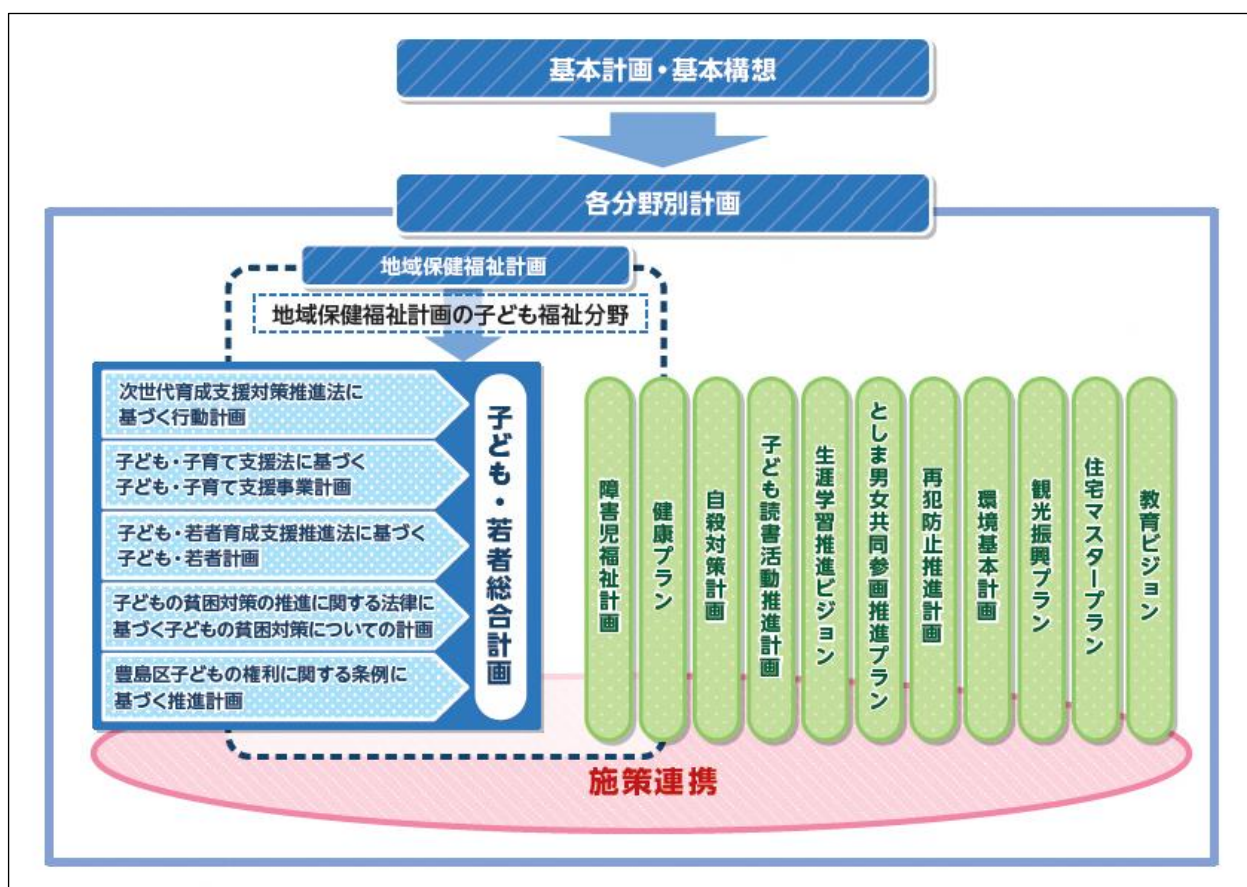 基本計画・基本構想
各分野別計画
地域保健福祉計画
地域保健福祉計画の子ども福祉分野
次世代育成支援対策推進法に
基づく行動計画
子ども・子育て支援法に基づく
子ども・子育て支援事業計画
子ども・若者育成支援推進法に基づく
子ども・若者計画
子どもの貧困対策の推進に関する法律に
基づく子どもの貧困対策についての計画
豊島区子どもの権利に関する条例に
基づく推進計画
子ども・若者総合計画
障害児福祉計画
健康プラン
自殺対策計画
子ども読書活動推進計画
生涯学習推進ビジョン
としま男女共同参画推進プラン
再犯防止推進計画
環境基本計画
観光振興プラン
住宅マスタープラン
教育ビジョン
施策連携